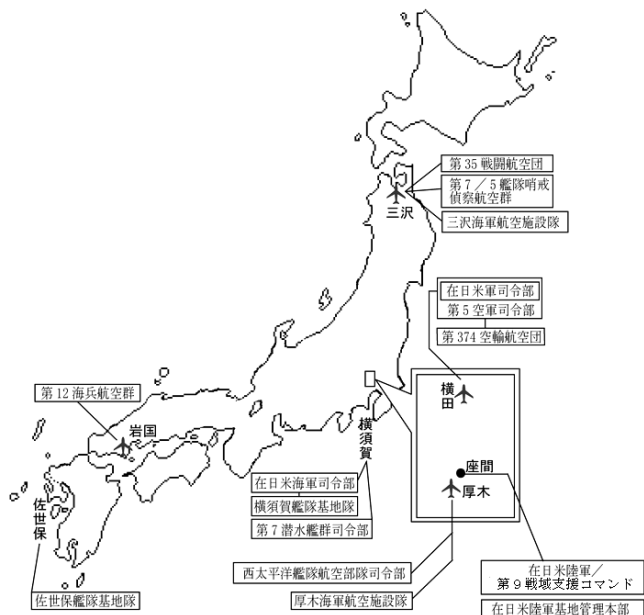 第35戦闘航空団
第7／5艦隊哨戒
偵察航空群
三沢海軍航空施設隊
三沢
在日米軍司令部
第5空軍司令部
第374空輸航空団
横田
座間
厚木
第12海兵航空群
岩国
横須賀
在日米海軍司令部
横須賀艦隊基地隊
第7潜水艦群司令部
佐世保
佐世保艦隊基地隊
西太平洋艦隊航空部隊司令部
厚木海軍航空施設隊
在日米陸軍／
第9戦域支援コマンド
在日米陸軍基地管理本部